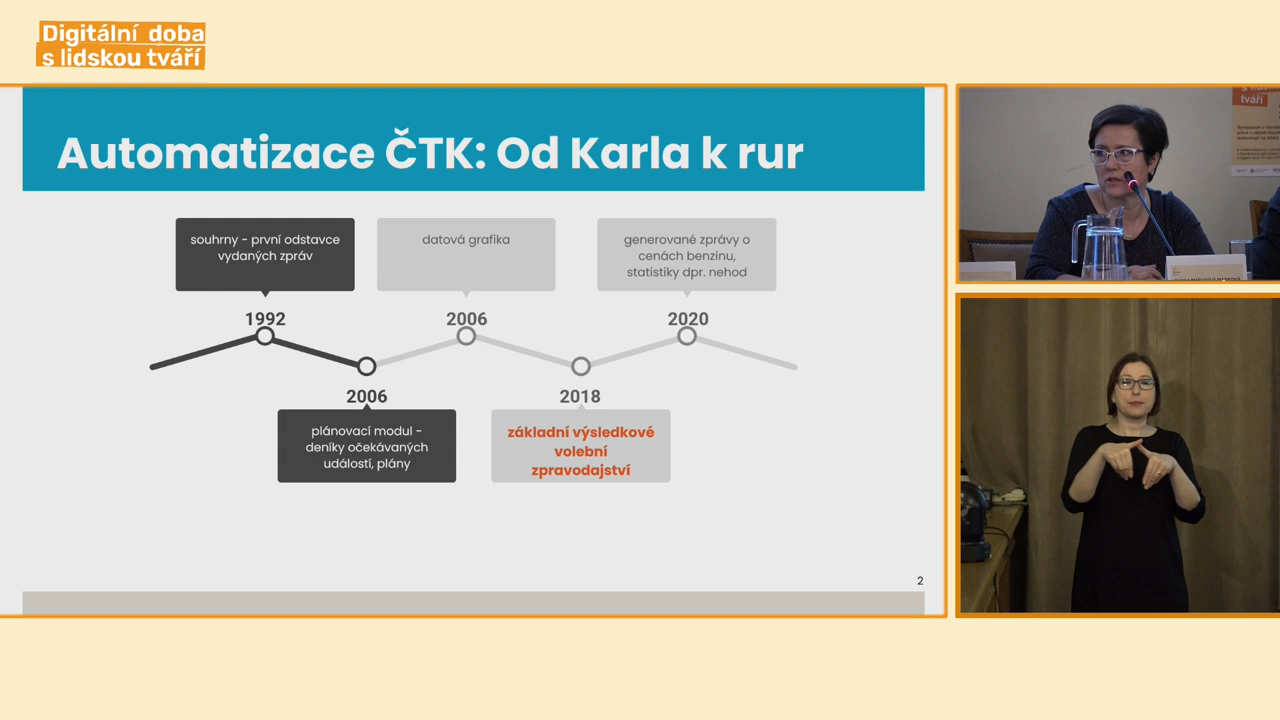 Digitální doba
s lidskou tváří
Automatizace ČTK: Od Karla k rur
souhrny - první odstavce
vydaných zpráv
datová grafika
generované zprávy o
cenách benzinu,
statistiky dpr. nehod
1992
2006
2020
2006
2018
plánovací modul -
deníky očekávaných
událostí, plány
základní výsledkové
volební
zpravodajství
2
tváří